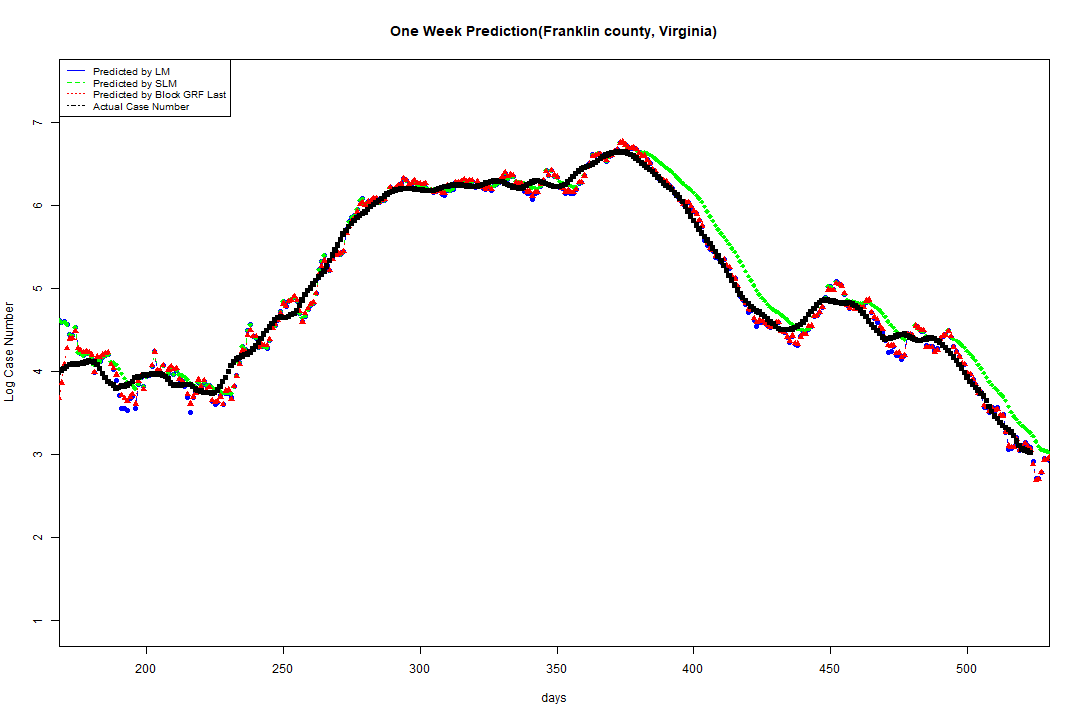 One Week Prediction(Franklin county, Virginia)
Predicted by LM
Predicted by SLM
Predicted by Block GRF Last
Actual Case Number
Log Case Number
7
6
5
4
3
2
1
200 250 300 350 400 450 500
days